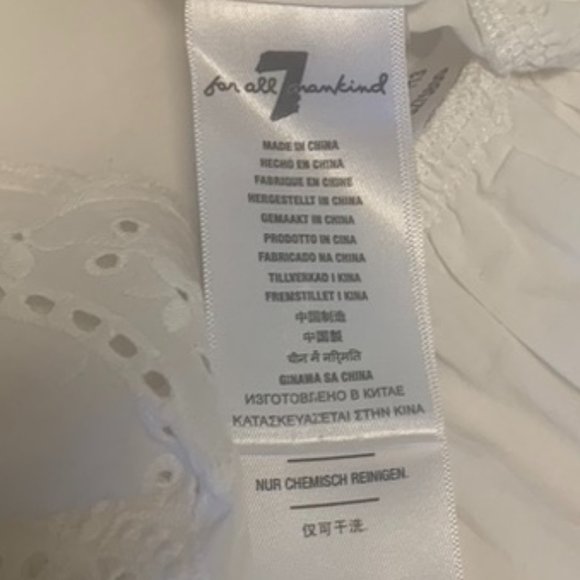 7 for all mankind
MADE IN CHINA
HECHO EN CHINA
FABRIQUE EN CHINE
HERGESTELLT IN CHINA
GEMAAKT IN CHINA
PRODOTTO IN CINA
FABRICADO NA CHINA
TILLVERKAD I KINA
FREMSTILLET I KINA
中国制造
中国製
चीन में नरि्मिति
GINAWA SA CHINA
ИЗГОТОВЛЕНО В КИТАЕ
ΚΑΤΑΣΚΕΥΑΖΕΤΑΙ ΣΤΗΝ ΚΙΝΑ
NUR CHEMISCH REINIGEN.
仅可干洗.